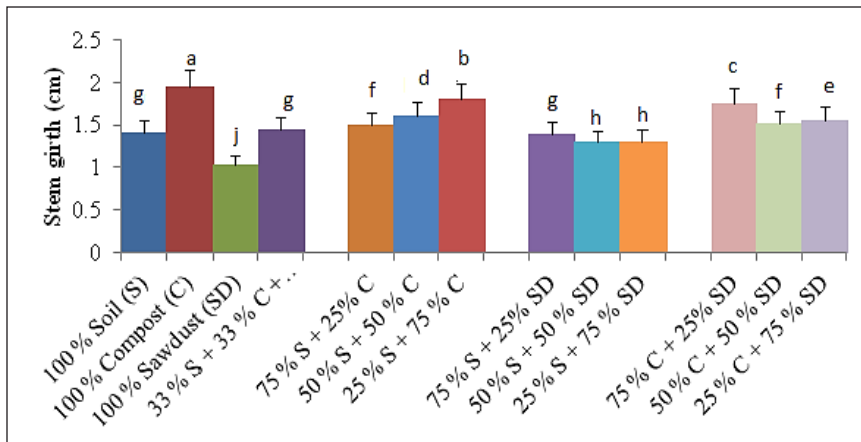 Stem girth (cm)
2.5
2
1.5
1
0.5
0
g
a
j
g
f
d
b
g
h
h
c
f
e
100 % Soil (S)
100 % Compost (C)
100 % Sawdust (SD)
33 % S + 33 % C + ..
75 % S + 25% C
50 % S + 50 % C
25 % S + 75 % C
75 % S + 25% SD
50 % S + 50 % SD
25 % S + 75 % SD
75 % C + 25% SD
50 % C + 50 % SD
25 % C + 75 % SD